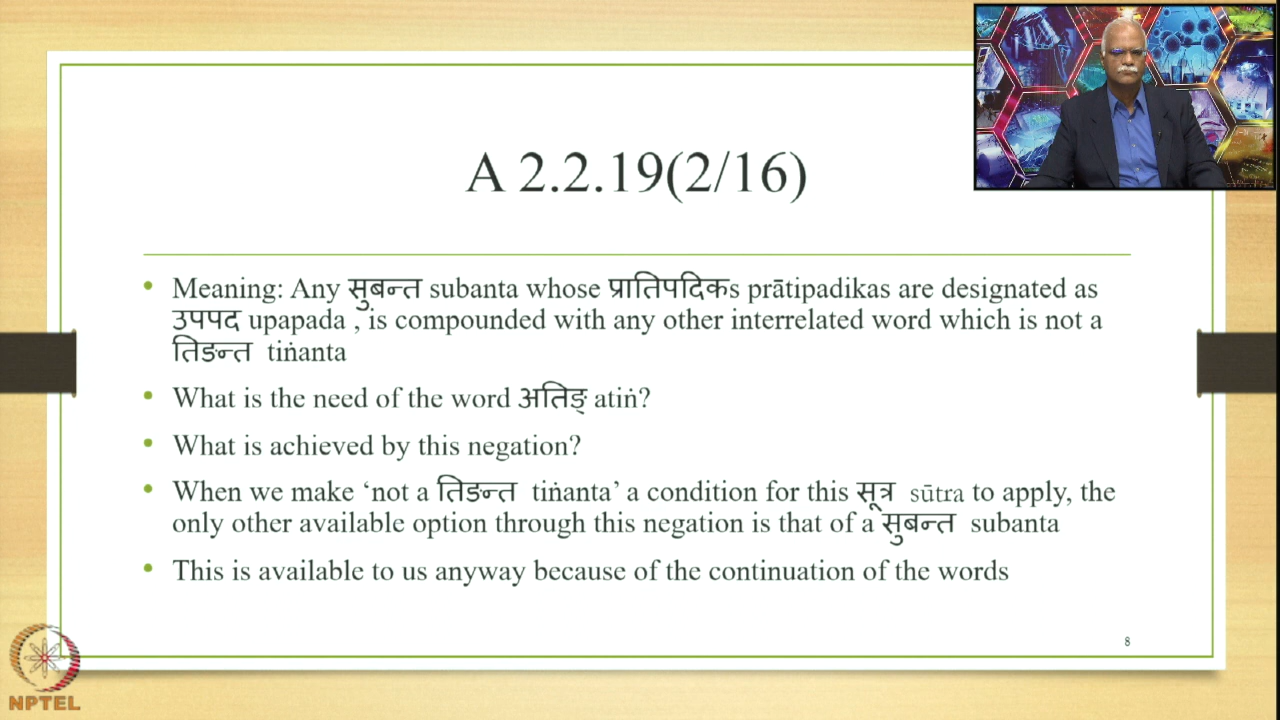 A 2.2.19(2/16)
• Meaning: Any सुबन्त subanta whose प्रातिपदिकs prātipadikas are designated as
उपपद upapada , is compounded with any other interrelated word which is not a
तिङन्त tiṅanta
• What is the need of the word अतिङ् atiṅ?
• What is achieved by this negation?
• When we make ‘not a तिङन्त tiṅanta’ a condition for this सूत्र sūtra to apply, the
only other available option through this negation is that of a सुबन्त subanta
• This is available to us anyway because of the continuation of the words
8
NPTEL